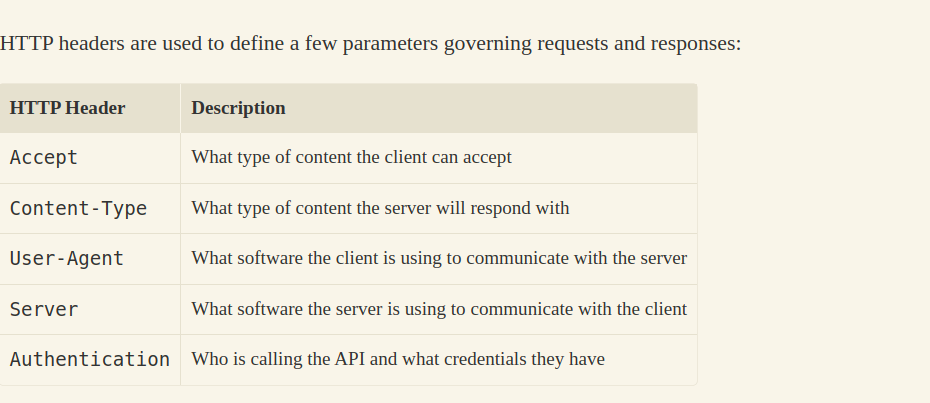 HTTP headers are used to define a few parameters governing requests and responses:
HTTP Header Description
Accept What type of content the client can accept
Content-Type What type of content the server will respond with
User-Agent What software the client is using to communicate with the server
Server What software the server is using to communicate with the client
Authentication Who is calling the API and what credentials they have